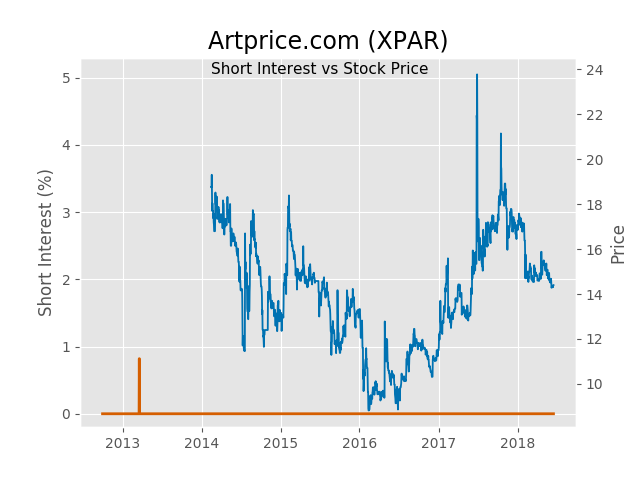 Artprice.com (XPAR)
Short Interest vs Stock Price
Short Interest (%)
5
4
3
2
1
0
24
22
20
18
16
14
12
10
Price
2013 2014 2015 2016 2017 2018